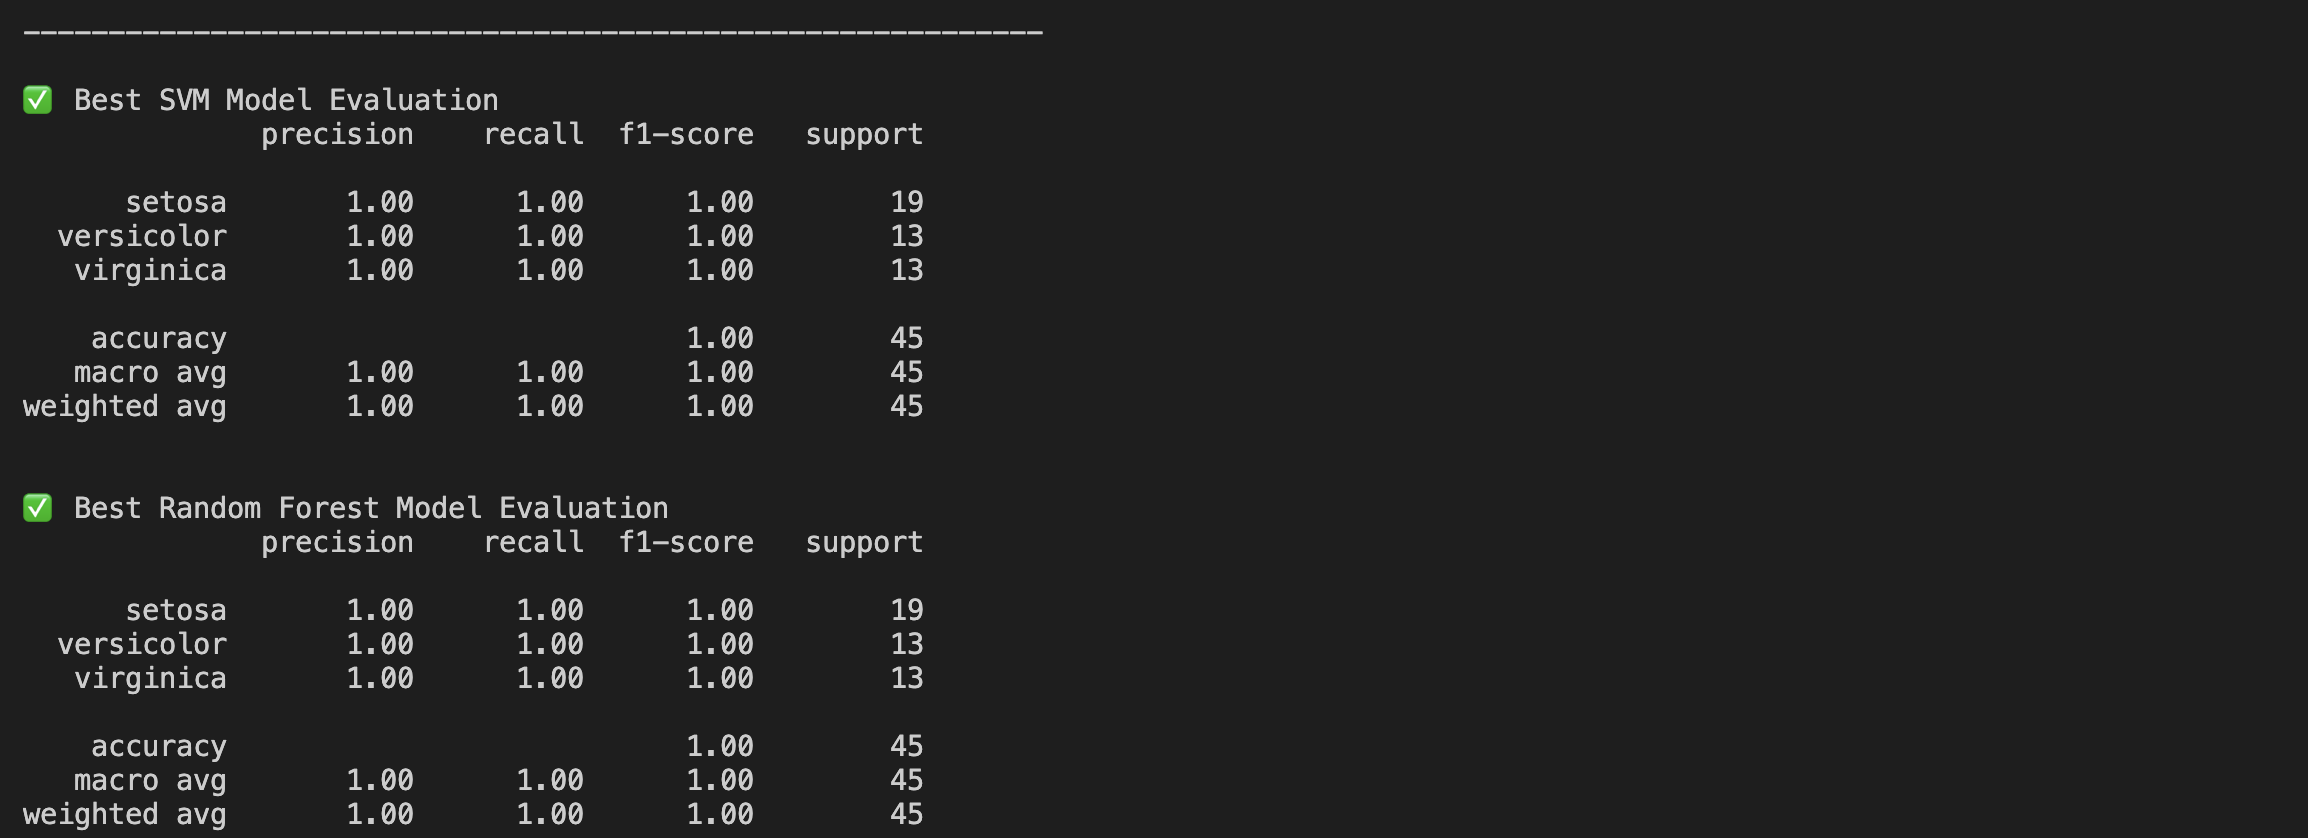 ------------------------------------------------------------
✅ Best SVM Model Evaluation
              precision    recall  f1-score   support
      setosa       1.00      1.00      1.00        19
  versicolor       1.00      1.00      1.00        13
   virginica       1.00      1.00      1.00        13
    accuracy                           1.00        45
   macro avg       1.00      1.00      1.00        45
weighted avg       1.00      1.00      1.00        45
✅ Best Random Forest Model Evaluation
              precision    recall  f1-score   support
      setosa       1.00      1.00      1.00        19
  versicolor       1.00      1.00      1.00        13
   virginica       1.00      1.00      1.00        13
    accuracy                           1.00        45
   macro avg       1.00      1.00      1.00        45
weighted avg       1.00      1.00      1.00        45